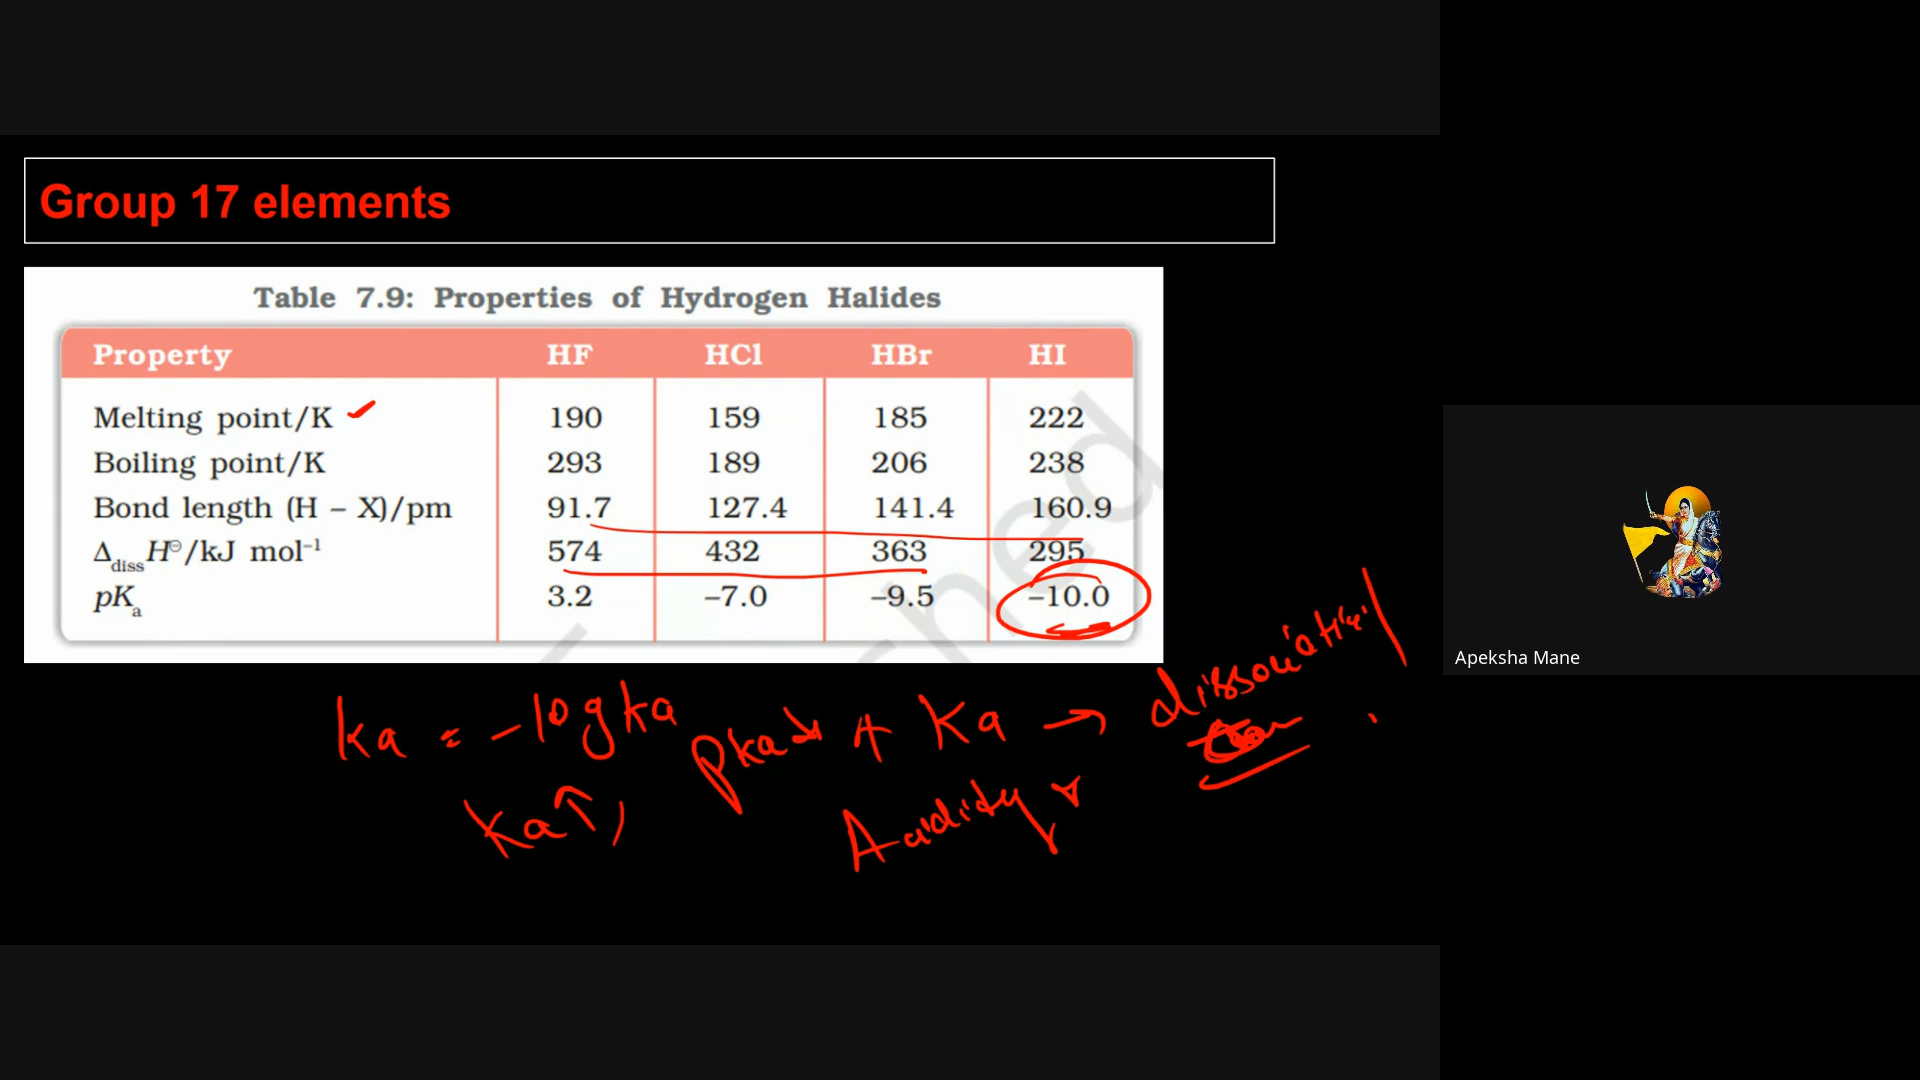 Group 17 elements
Table 7.9: Properties of Hydrogen Halides
Property HF HCl HBr HI
Melting point/K 190 159 185 222
Boiling point/K 293 189 206 238
Bond length (H – X)/pm 91.7 127.4 141.4 160.9
Δdiss H⊖/kJ mol–1 574 432 363 295
pKa 3.2 –7.0 –9.5 –10.0
shed
ka = -log ka
pka ↓ ↑ Ka → dissociation
Ka ↑ ,
Acidity
Apeksha Mane